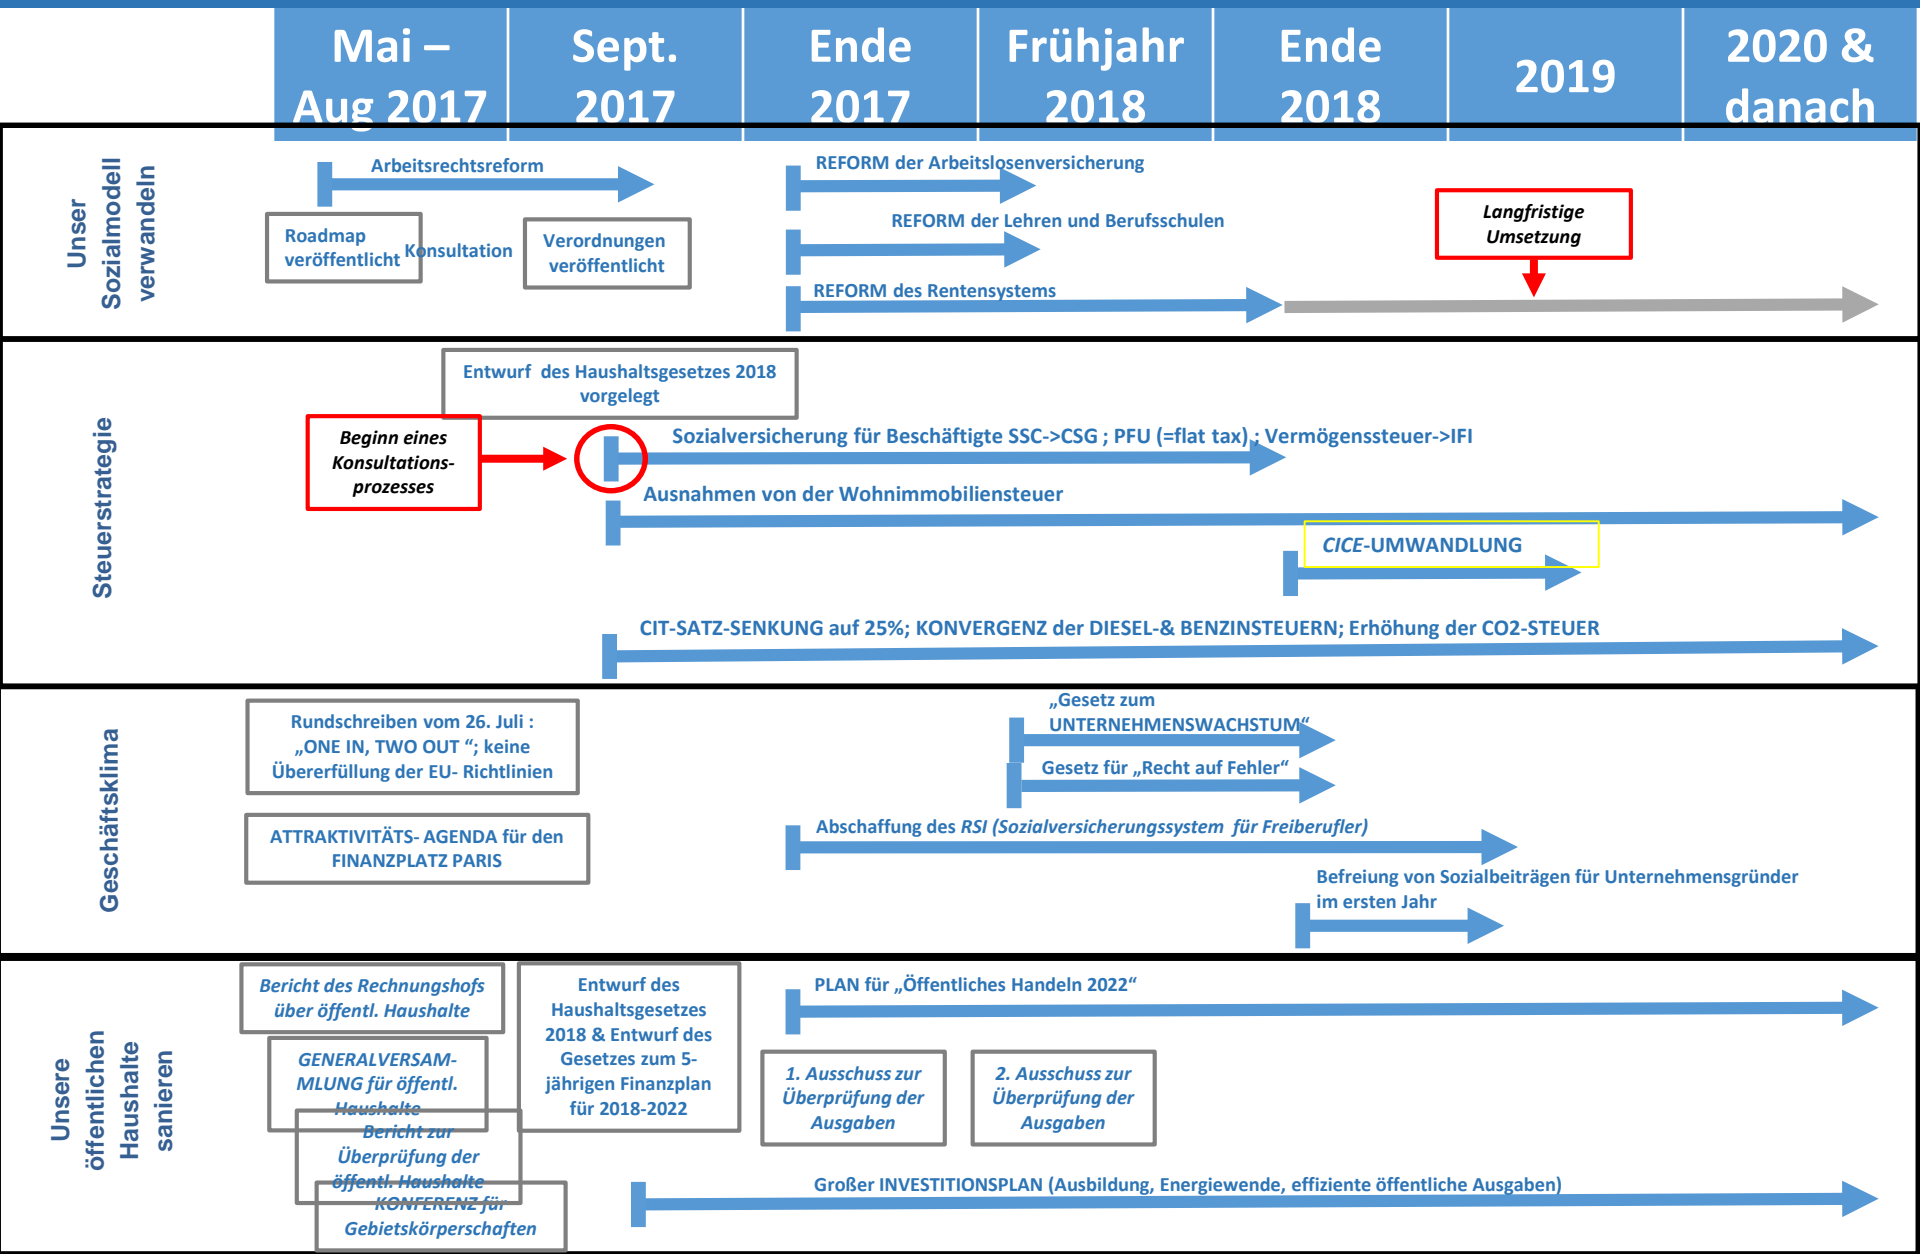 Mai –
Aug 2017
Sept.
2017
Ende
2017
Frühjahr
2018
Ende
2018
2019
2020 &
danach
Unser
Sozialmodell
verwandeln
Arbeitsrechtsreform
Roadmap
veröffentlicht
Konsultation
Verordnungen
veröffentlicht
REFORM der Arbeitslosenversicherung
REFORM der Lehren und Berufsschulen
REFORM des Rentensystems
Langfristige
Umsetzung
Steuerstrategie
Entwurf des Haushaltsgesetzes 2018
vorgelegt
Beginn eines
Konsultations-
prozesses
Sozialversicherung für Beschäftigte SSC->CSG ; PFU (=flat tax) ; Vermögenssteuer->IFI
Ausnahmen von der Wohnimmobiliensteuer
CICE-UMWANDLUNG
CIT-SATZ-SENKUNG auf 25%; KONVERGENZ der DIESEL-& BENZINSTEUERN; Erhöhung der CO2-STEUER
Geschäftsklima
Rundschreiben vom 26. Juli :
„ONE IN, TWO OUT “; keine
Übererfüllung der EU- Richtlinien
ATTRAKTIVITÄTS- AGENDA für den
FINANZPLATZ PARIS
„Gesetz zum
UNTERNEHMENSWACHSTUM“
Gesetz für „Recht auf Fehler“
Abschaffung des RSI (Sozialversicherungssystem für Freiberufler)
Befreiung von Sozialbeiträgen für Unternehmensgründer
im ersten Jahr
Unsere
öffentlichen
Haushalte
sanieren
Bericht des Rechnungshofs
über öffentl. Haushalte
GENERALVERSAM-
MLUNG für öffentl.
Haushalte
Bericht zur
Überprüfung der
öffentl. Haushalte
KONFERENZ für
Gebietskörperschaften
Entwurf des
Haushaltsgesetzes
2018 & Entwurf des
Gesetzes zum 5-
jährigen Finanzplan
für 2018-2022
PLAN für „Öffentliches Handeln 2022“
1. Ausschuss zur
Überprüfung der
Ausgaben
2. Ausschuss zur
Überprüfung der
Ausgaben
Großer INVESTITIONSPLAN (Ausbildung, Energiewende, effiziente öffentliche Ausgaben)